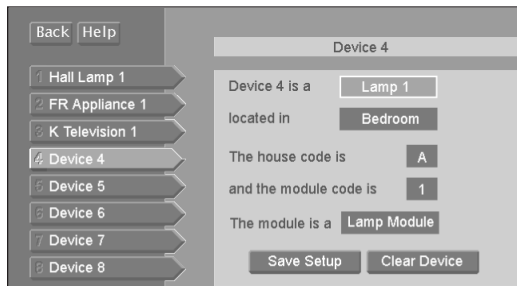 Back Help
Device 4
1 Hall Lamp 1
2 FR Appliance 1
3 K Television 1
4 Device 4
5 Device 5
5 Device 6
7 Device 7
8 Device 8
Device 4 is a Lamp 1
located in Bedroom
The house code is A
and the module code is 1
The module is a Lamp Module
Save Setup Clear Device